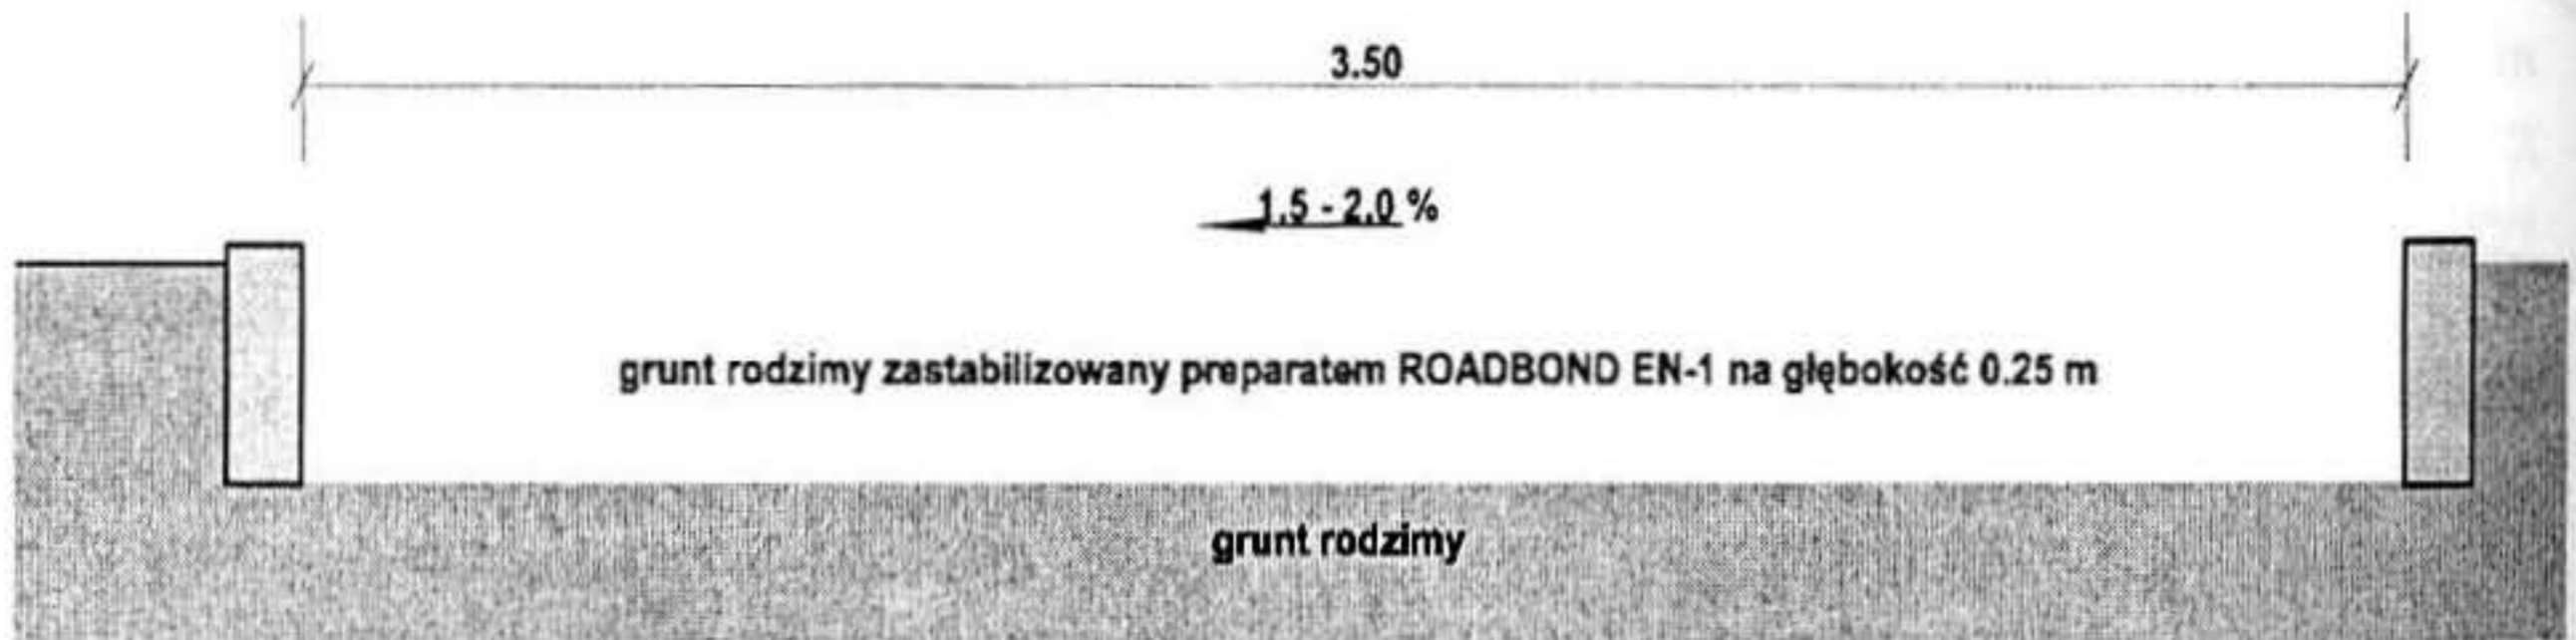 3.50
1.5 - 2.0 %
grunt rodzimy zastabilizowany preparatem ROADBOND EN-1 na głębokość 0.25 m
grunt rodzimy